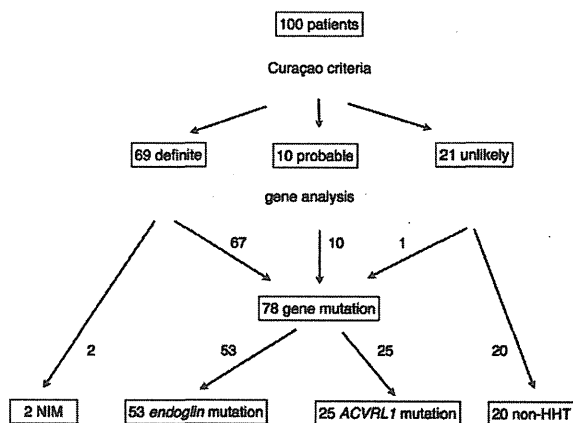 100 patients
Curaçao criteria
69 definite
10 probable
21 unlikely
gene analysis
67
10
1
78 gene mutation
2
53
25
20
2 NIM
53 endoglin mutation
25 ACVRL1 mutation
20 non-HHT